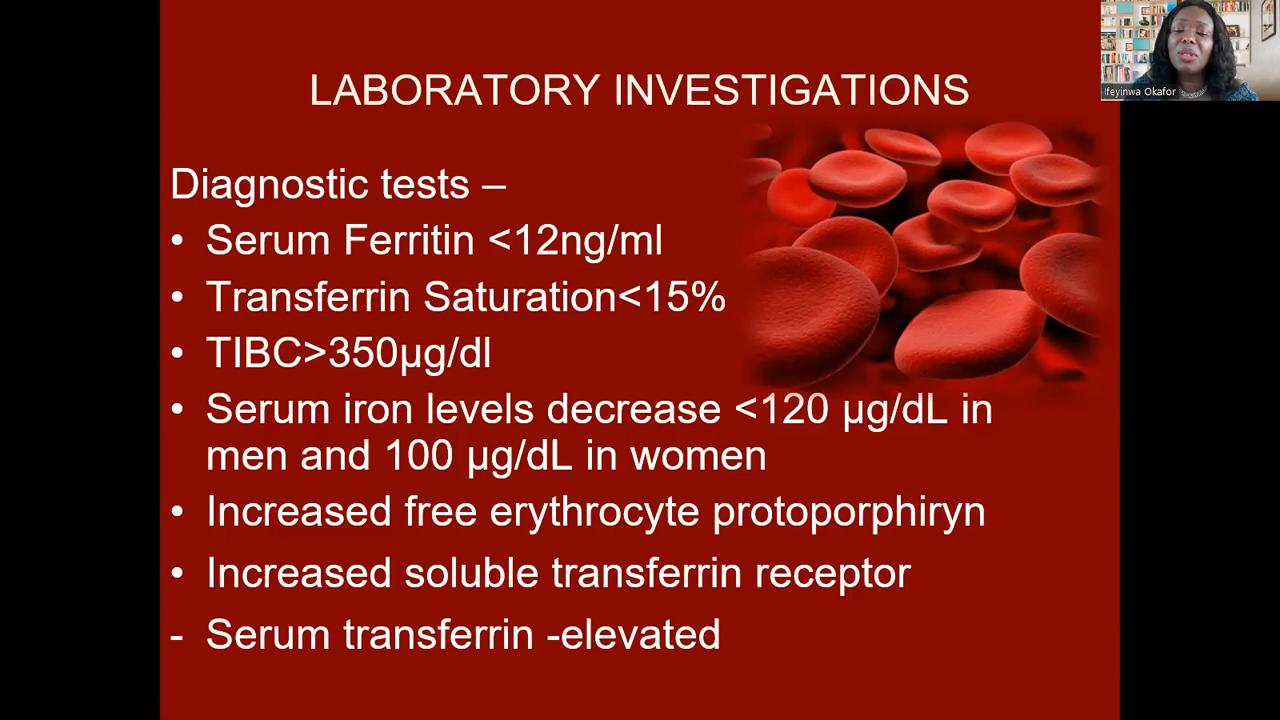 LABORATORY INVESTIGATIONS
Ifeyinwa Okafor
Diagnostic tests –
• Serum Ferritin <12ng/ml
• Transferrin Saturation<15%
• TIBC>350µg/dl
• Serum iron levels decrease <120 µg/dL in
men and 100 µg/dL in women
• Increased free erythrocyte protoporphiryn
• Increased soluble transferrin receptor
- Serum transferrin -elevated